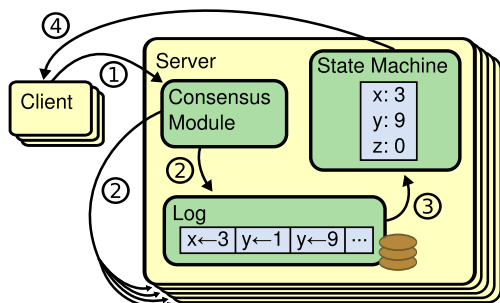 ④
①
Client
Server
Consensus
Module
State Machine
x: 3
y: 9
z: 0
②
②
③
Log
x←3 y←1 y←9 ...